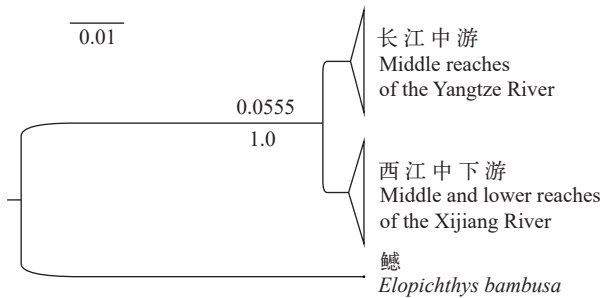 0.01
长江中游
Middle reaches
of the Yangtze River
0.0555
1.0
西江中下游
Middle and lower reaches
of the Xijiang River
鳡
Elopichthys bambusa